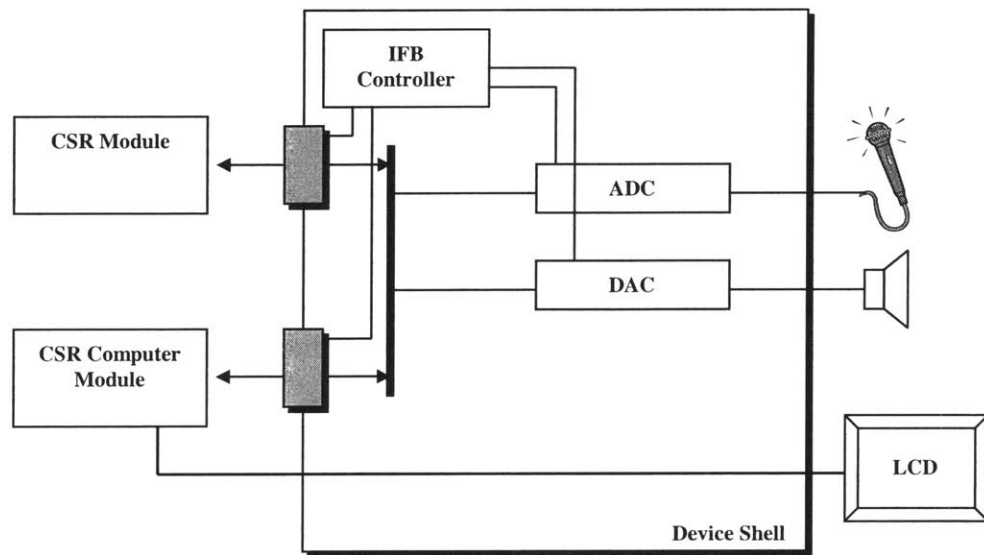 IFB
Controller
CSR Module
ADC
DAC
CSR Computer
Module
LCD
Device Shell